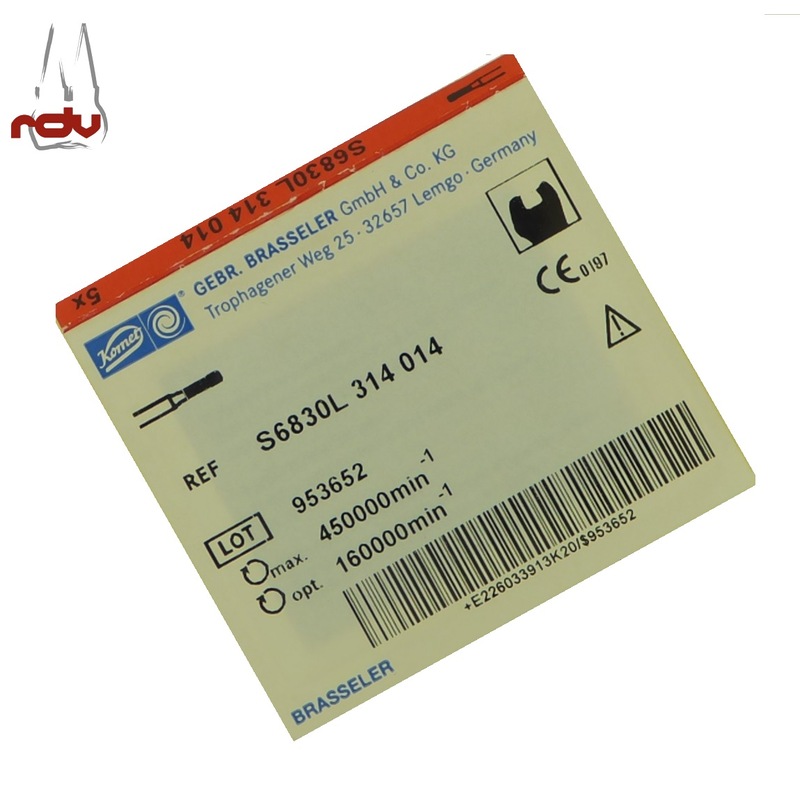 rdv
S6830L 314 014
5x
Komet
®
GEBR. BRASSELER GmbH & Co. KG
Trophagener Weg 25 · 32657 Lemgo · Germany
CE 0197
REF S6830L 314 014
LOT 953652
max. 450000min⁻¹
opt. 160000min⁻¹
+E226033913K20/$953652
BRASSELER